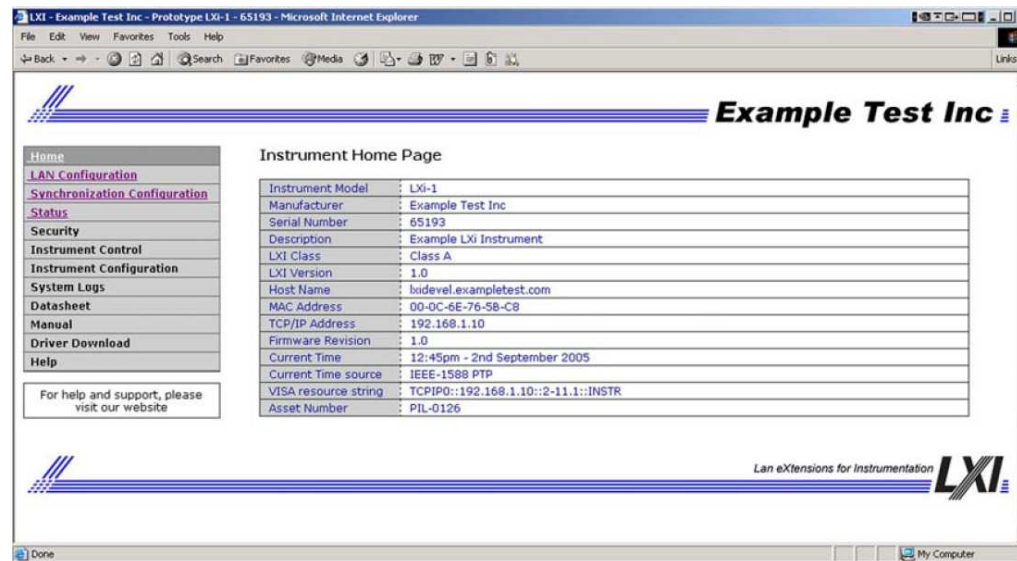 LXI - Example Test Inc - Prototype LXi-1 - 65193 - Microsoft Internet Explorer
File Edit View Favorites Tools Help
Back Search Favorites Media Links
Example Test Inc
Home
LAN Configuration
Synchronization Configuration
Status
Security
Instrument Control
Instrument Configuration
System Logs
Datasheet
Manual
Driver Download
Help
For help and support, please
visit our website
Instrument Home Page
Instrument Model : LXi-1
Manufacturer : Example Test Inc
Serial Number : 65193
Description : Example LXi Instrument
LXI Class : Class A
LXI Version : 1.0
Host Name : lxidevel.exampletest.com
MAC Address : 00-0C-6E-76-5B-C8
TCP/IP Address : 192.168.1.10
Firmware Revision : 1.0
Current Time : 12:45pm - 2nd September 2005
Current Time source : IEEE-1588 PTP
VISA resource string : TCPIP0::192.168.1.10::2-11.1::INSTR
Asset Number : PIL-0126
Lan eXtensions for Instrumentation LXI
Done My Computer